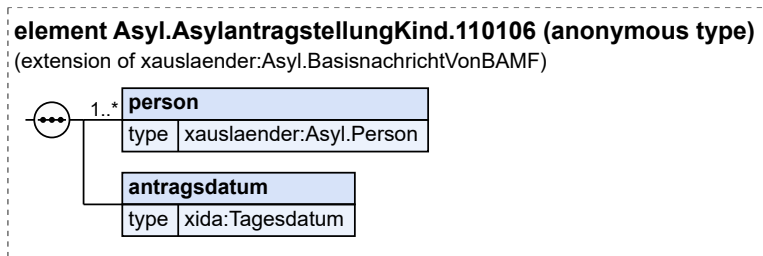 element Asyl.AsylantragstellungKind.110106 (anonymous type)
(extension of xauslaender:Asyl.BasisnachrichtVonBAMF)
1..* person
type xauslaender:Asyl.Person
antragsdatum
type xida:Tagesdatum